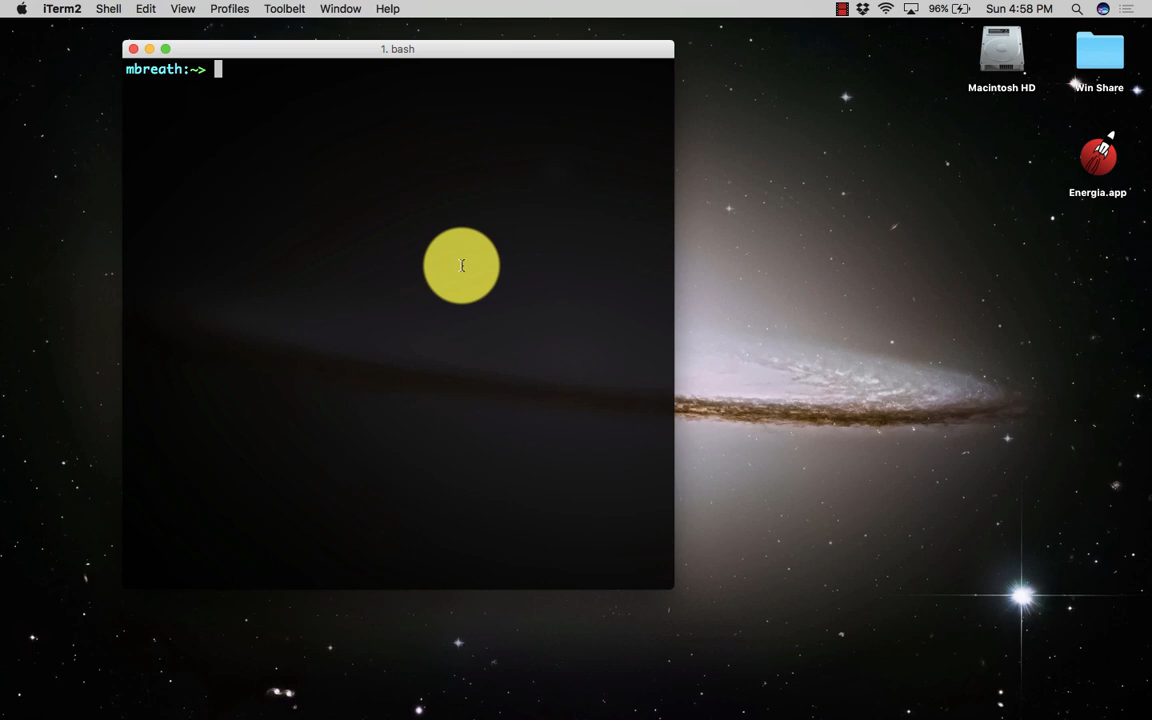 iTerm2 Shell Edit View Profiles Toolbelt Window Help 96% Sun 4:58 PM
1. bash
mbreath:~>
Macintosh HD
Win Share
Energia.app